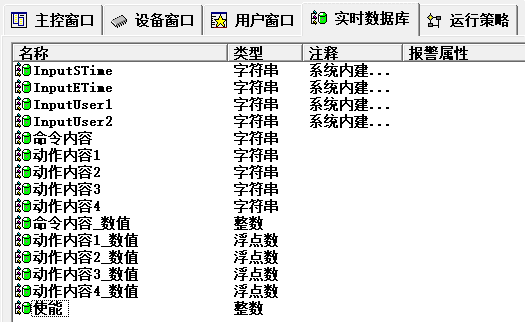 主控窗口 设备窗口 用户窗口 实时数据库 运行策略
名称 类型 注释 报警属性
InputSTime 字符串 系统内建...
InputETime 字符串 系统内建...
InputUser1 字符串 系统内建...
InputUser2 字符串 系统内建...
命令内容 字符串
动作内容1 字符串
动作内容2 字符串
动作内容3 字符串
动作内容4 字符串
命令内容_数值 整数
动作内容1_数值 浮点数
动作内容2_数值 浮点数
动作内容3_数值 浮点数
动作内容4_数值 浮点数
使能 整数